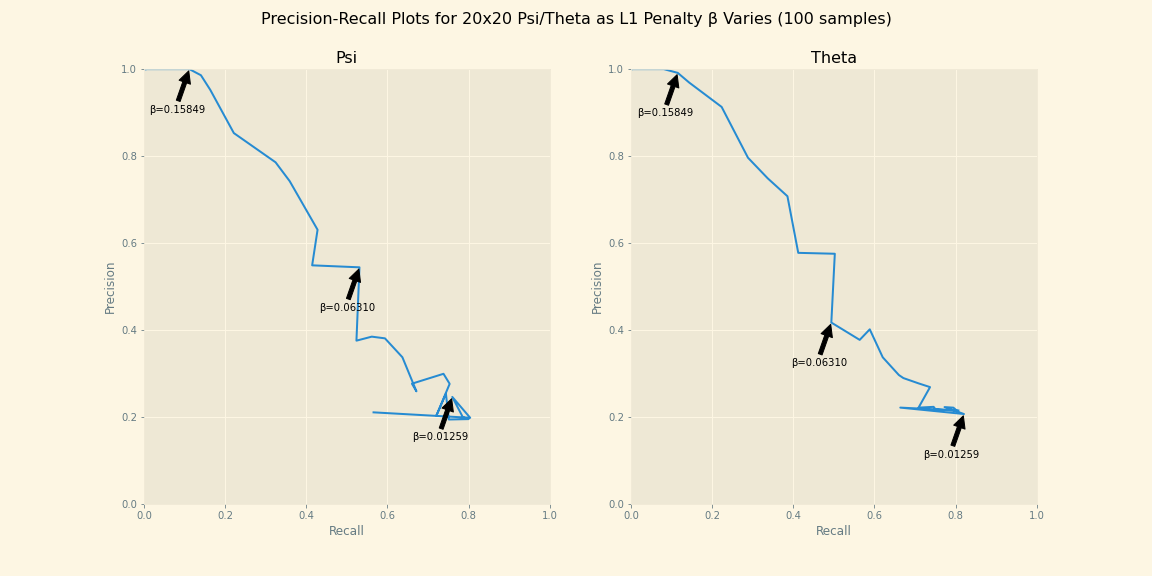 Precision-Recall Plots for 20x20 Psi/Theta as L1 Penalty β Varies (100 samples)
Psi
Precision
1.0
0.8
0.6
0.4
0.2
0.0
β=0.15849
β=0.06310
β=0.01259
0.0 0.2 0.4 0.6 0.8 1.0
Recall
Theta
Precision
1.0
0.8
0.6
0.4
0.2
0.0
β=0.15849
β=0.06310
β=0.01259
0.0 0.2 0.4 0.6 0.8 1.0
Recall